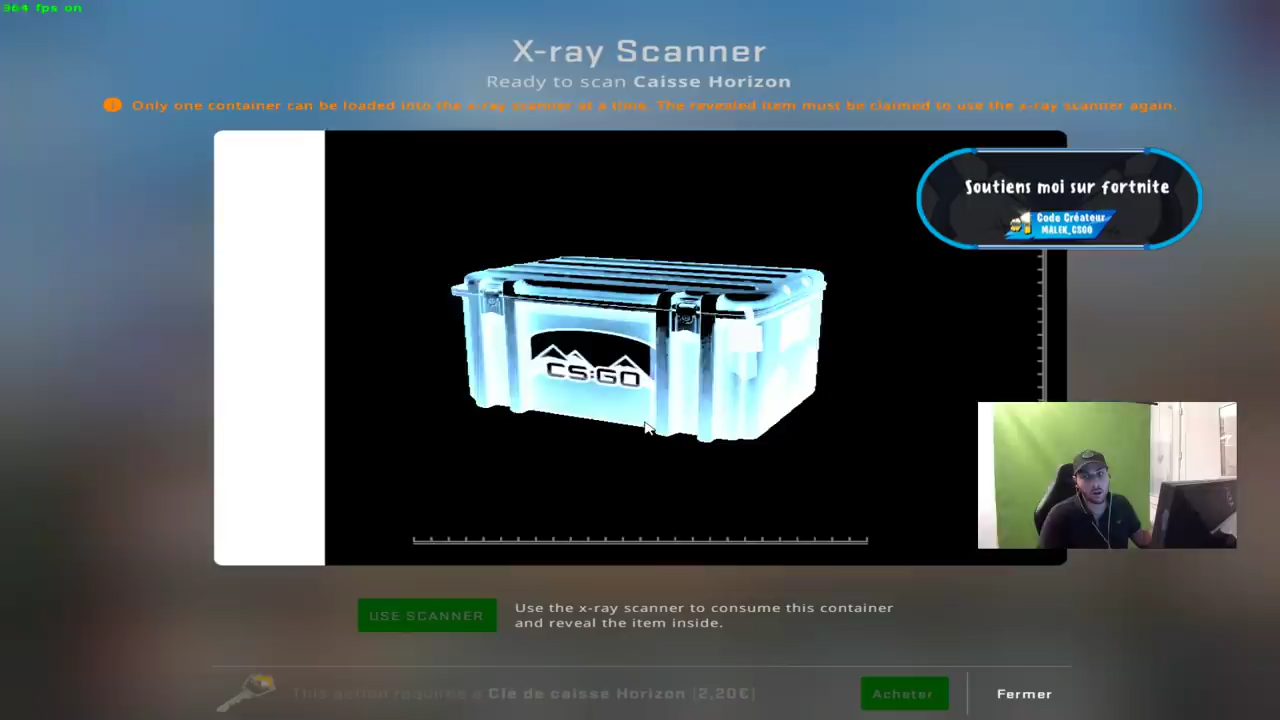 364 fps on
X-ray Scanner
Ready to scan Caisse Horizon
Only one container can be loaded into the x-ray scanner at a time. The revealed item must be claimed to use the x-ray scanner again.
Soutiens moi sur fortnite
Code Créateur
MALEK_CSGO
CS:GO
USE SCANNER
Use the x-ray scanner to consume this container
and reveal the item inside.
This action requires a Clé de caisse Horizon [2,20€]
Acheter
Fermer